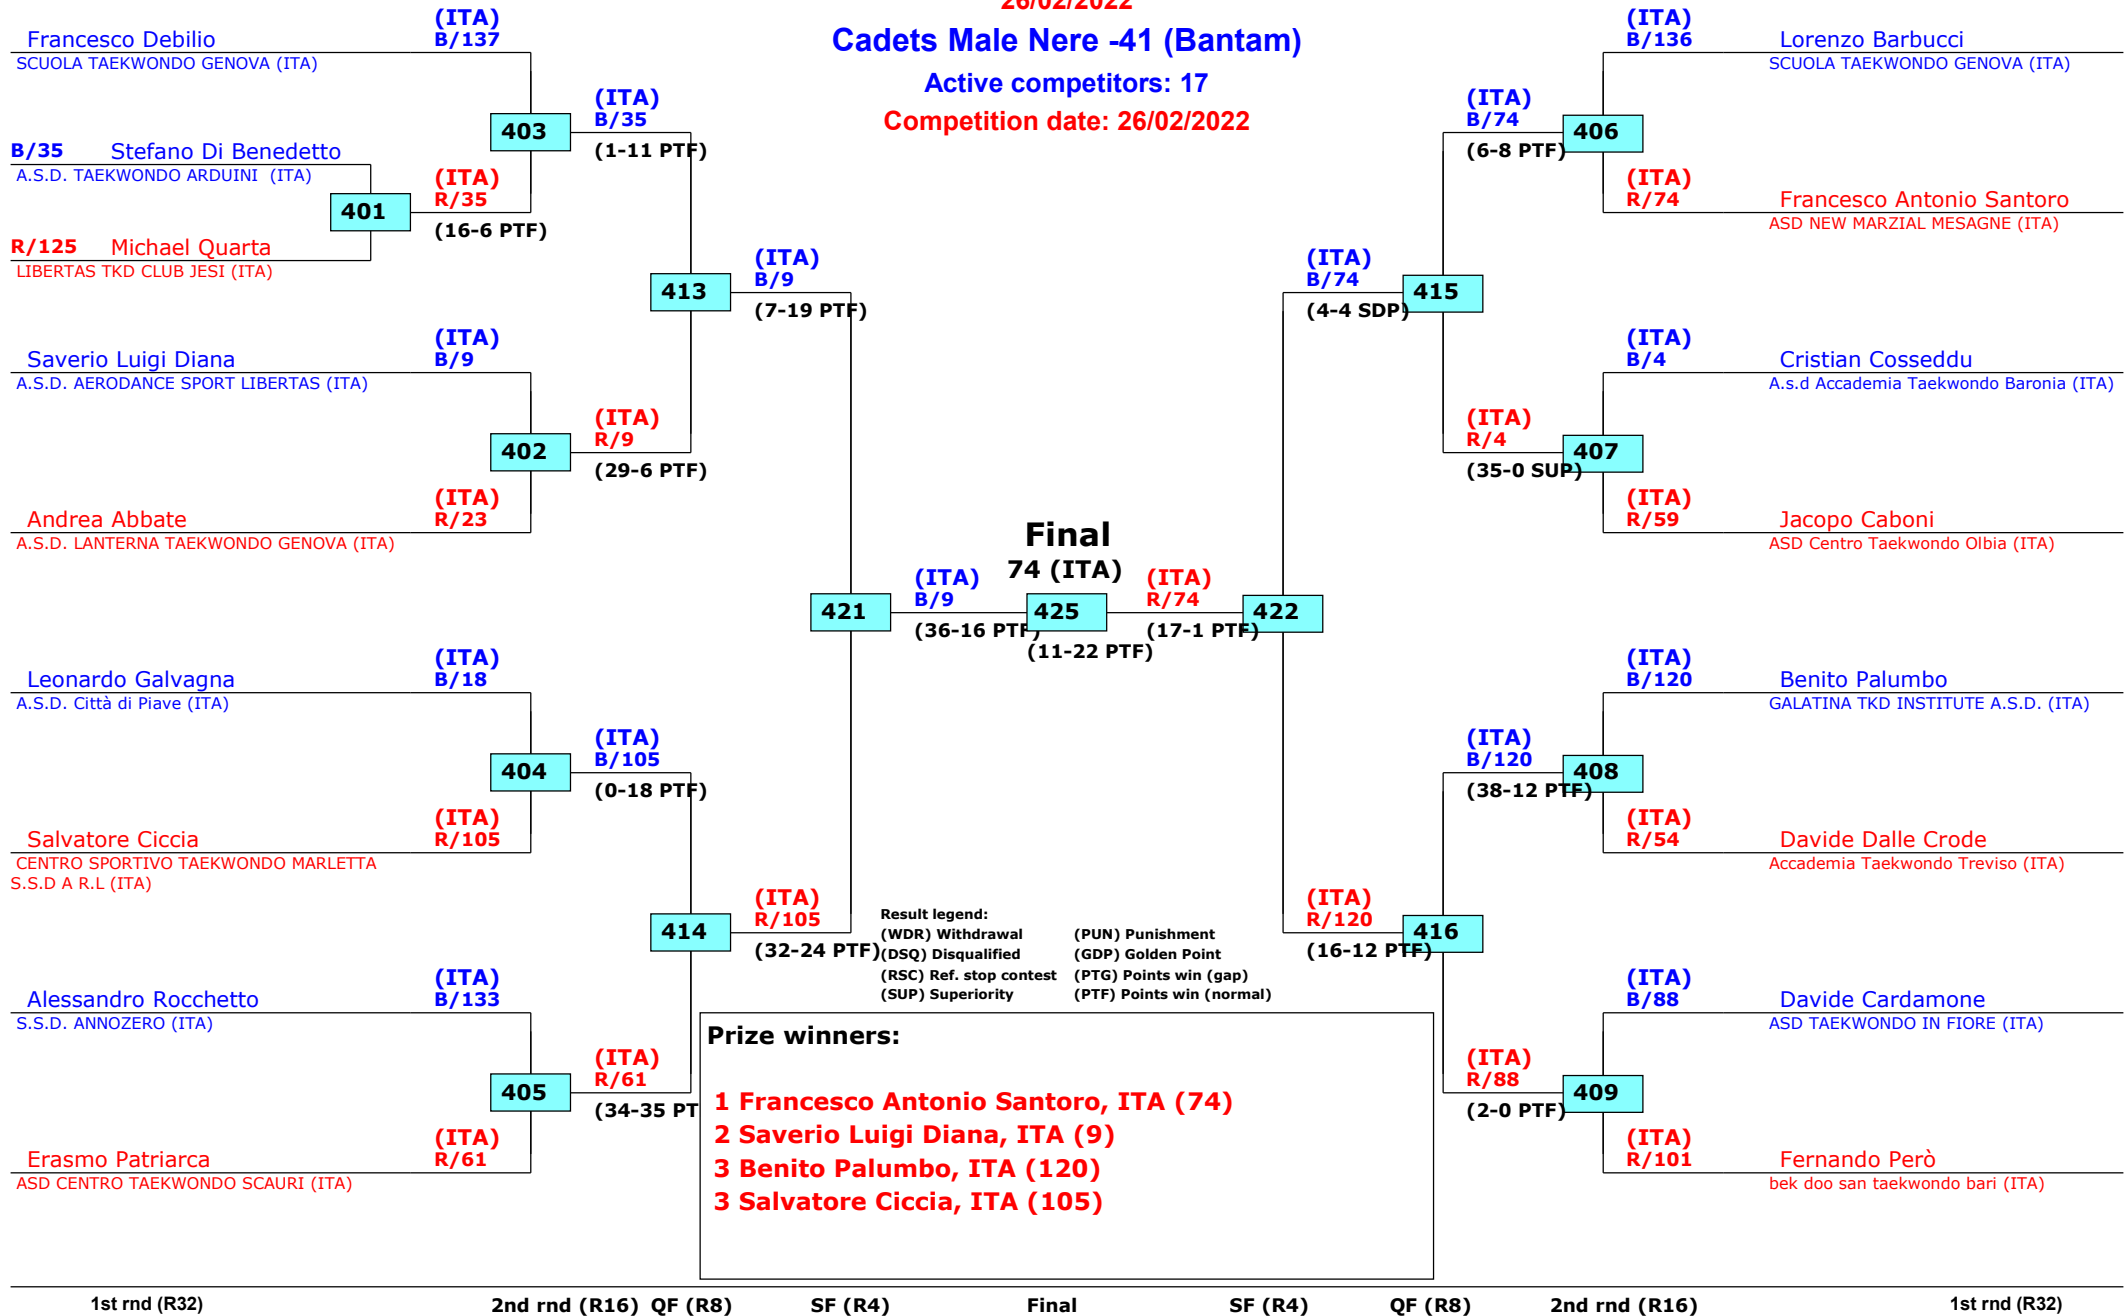 26/02/2022
Cadets Male Nere -41 (Bantam)
Active competitors: 17
Competition date: 26/02/2022
Francesco Debilio
SCUOLA TAEKWONDO GENOVA (ITA)
(ITA)
B/137
B/35 Stefano Di Benedetto
A.S.D. TAEKWONDO ARDUINI (ITA)
R/125 Michael Quarta
LIBERTAS TKD CLUB JESI (ITA)
401
(ITA)
R/35
(16-6 PTF)
403
(ITA)
B/35
(1-11 PTF)
Saverio Luigi Diana
A.S.D. AERODANCE SPORT LIBERTAS (ITA)
(ITA)
B/9
Andrea Abbate
A.S.D. LANTERNA TAEKWONDO GENOVA (ITA)
(ITA)
R/23
402
(ITA)
R/9
(29-6 PTF)
413
(ITA)
B/9
(7-19 PTF)
Leonardo Galvagna
A.S.D. Città di Piave (ITA)
(ITA)
B/18
Salvatore Ciccia
CENTRO SPORTIVO TAEKWONDO MARLETTA
S.S.D A R.L (ITA)
(ITA)
R/105
404
(ITA)
B/105
(0-18 PTF)
Alessandro Rocchetto
S.S.D. ANNOZERO (ITA)
(ITA)
B/133
Erasmo Patriarca
ASD CENTRO TAEKWONDO SCAURI (ITA)
(ITA)
R/61
405
(ITA)
R/61
(34-35 PT
414
(ITA)
R/105
(32-24 PTF)
421
(ITA)
B/9
(36-16 PTF)
Final
74 (ITA)
425
(11-22 PTF)
(ITA)
R/74
(17-1 PTF)
422
(ITA)
B/74
(4-4 SDP)
415
(ITA)
B/74
(6-8 PTF)
406
(ITA)
B/136
Lorenzo Barbucci
SCUOLA TAEKWONDO GENOVA (ITA)
(ITA)
R/74
Francesco Antonio Santoro
ASD NEW MARZIAL MESAGNE (ITA)
(ITA)
R/4
(35-0 SUP)
407
(ITA)
B/4
Cristian Cosseddu
A.s.d Accademia Taekwondo Baronia (ITA)
(ITA)
R/59
Jacopo Caboni
ASD Centro Taekwondo Olbia (ITA)
(ITA)
R/120
(16-12 PTF)
416
(ITA)
B/120
(38-12 PTF)
408
(ITA)
B/120
Benito Palumbo
GALATINA TKD INSTITUTE A.S.D. (ITA)
(ITA)
R/54
Davide Dalle Crode
Accademia Taekwondo Treviso (ITA)
(ITA)
R/88
(2-0 PTF)
409
(ITA)
B/88
Davide Cardamone
ASD TAEKWONDO IN FIORE (ITA)
(ITA)
R/101
Fernando Però
bek doo san taekwondo bari (ITA)
Result legend:
(WDR) Withdrawal (PUN) Punishment
(DSQ) Disqualified (GDP) Golden Point
(RSC) Ref. stop contest (PTG) Points win (gap)
(SUP) Superiority (PTF) Points win (normal)
Prize winners:
1 Francesco Antonio Santoro, ITA (74)
2 Saverio Luigi Diana, ITA (9)
3 Benito Palumbo, ITA (120)
3 Salvatore Ciccia, ITA (105)
1st rnd (R32) 2nd rnd (R16) QF (R8) SF (R4) Final SF (R4) QF (R8) 2nd rnd (R16) 1st rnd (R32)